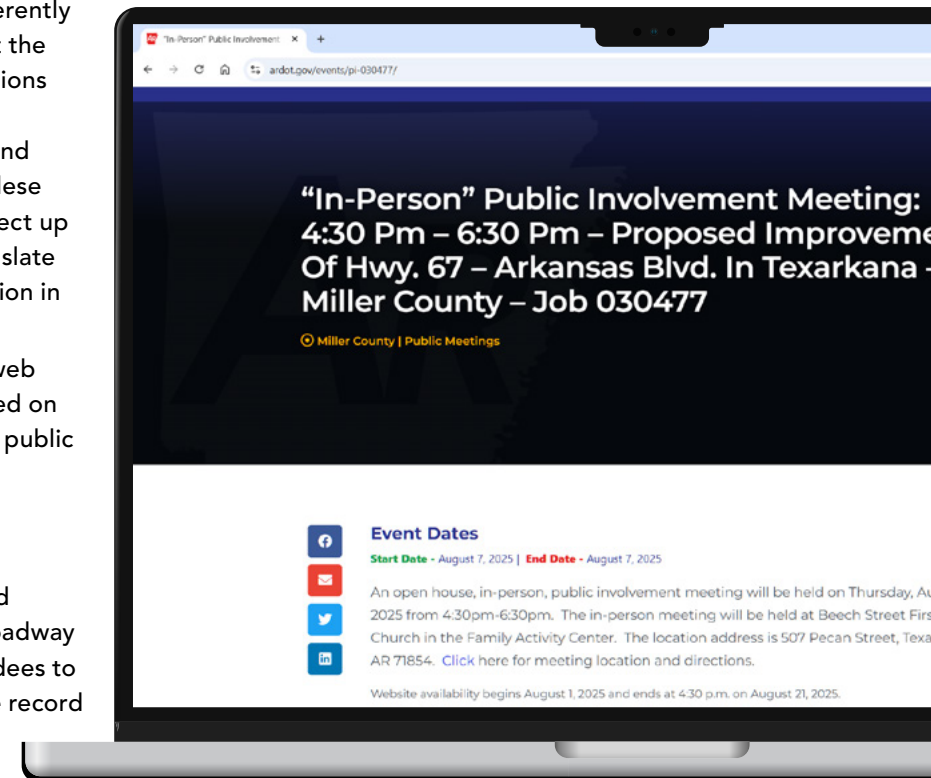 erently
t the
ions
nd
lese
ect up
slate
ion in
veb
ed on
public
d
adway
dees to
record
"In-Person" Public Involvement
ardot.gov/events/pi-030477/
“In-Person” Public Involvement Meeting:
4:30 Pm – 6:30 Pm – Proposed Improveme
Of Hwy. 67 – Arkansas Blvd. In Texarkana –
Miller County – Job 030477
Miller County | Public Meetings
Event Dates
Start Date - August 7, 2025 | End Date - August 7, 2025
An open house, in-person, public involvement meeting will be held on Thursday, Au
2025 from 4:30pm-6:30pm. The in-person meeting will be held at Beech Street Firs
Church in the Family Activity Center. The location address is 507 Pecan Street, Texa
AR 71854. Click here for meeting location and directions.
Website availability begins August 1, 2025 and ends at 4:30 p.m. on August 21, 2025.